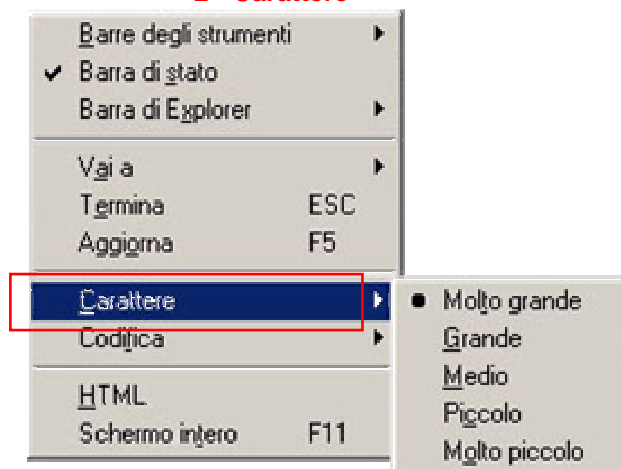 Barre degli strumenti
Barra di stato
Barra di Explorer
Vai a
Termina ESC
Aggiorna F5
Carattere
Codifica
HTML
Schermo intero F11
Molto grande
Grande
Medio
Piccolo
Molto piccolo